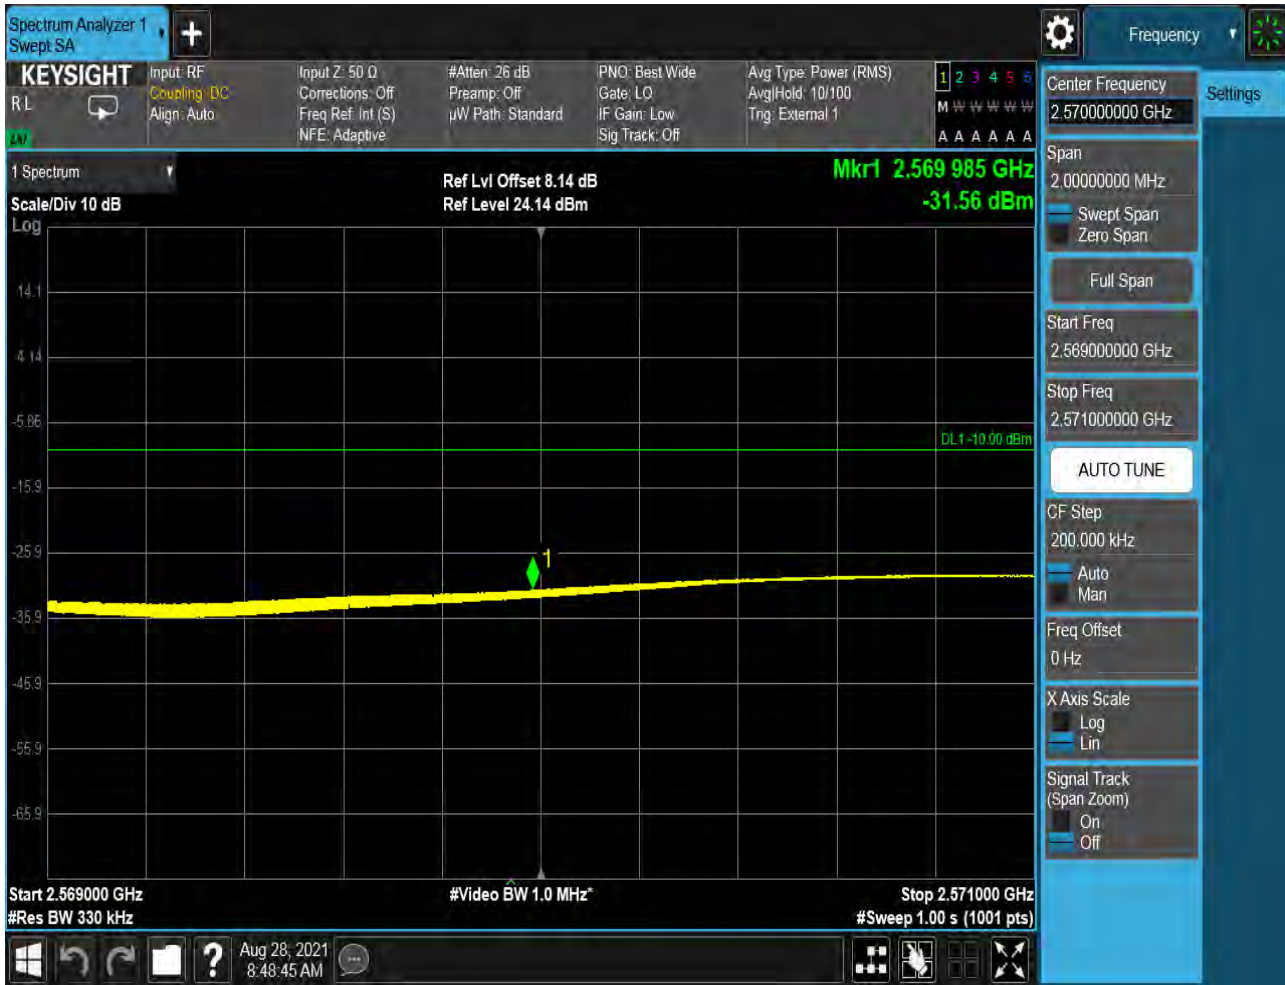 Spectrum Analyzer 1
Swept SA
Frequency
KEYSIGHT
R L
LXI
Input: RF
Coupling: DC
Align: Auto
Input Z: 50 Ω
Corrections: Off
Freq Ref: Int (S)
NFE: Adaptive
#Atten: 26 dB
Preamp: Off
µW Path: Standard
PNO: Best Wide
Gate: LO
IF Gain: Low
Sig Track: Off
Avg Type: Power (RMS)
Avg|Hold: 10/100
Trig: External 1
1 2 3 4 5 6
M W W W W W
A A A A A A
1 Spectrum
Scale/Div 10 dB
Ref Lvl Offset 8.14 dB
Ref Level 24.14 dBm
Mkr1 2.569 985 GHz
-31.56 dBm
Log
14.1
4.14
-5.86
DL1 -10.00 dBm
-15.9
-25.9
1
-35.9
-45.9
-55.9
-65.9
Start 2.569000 GHz
#Res BW 330 kHz
#Video BW 1.0 MHz*
Stop 2.571000 GHz
#Sweep 1.00 s (1001 pts)
Center Frequency
2.570000000 GHz
Settings
Span
2.00000000 MHz
Swept Span
Zero Span
Full Span
Start Freq
2.569000000 GHz
Stop Freq
2.571000000 GHz
AUTO TUNE
CF Step
200.000 kHz
Auto
Man
Freq Offset
0 Hz
X Axis Scale
Log
Lin
Signal Track
(Span Zoom)
On
Off
?
Aug 28, 2021
8:48:45 AM